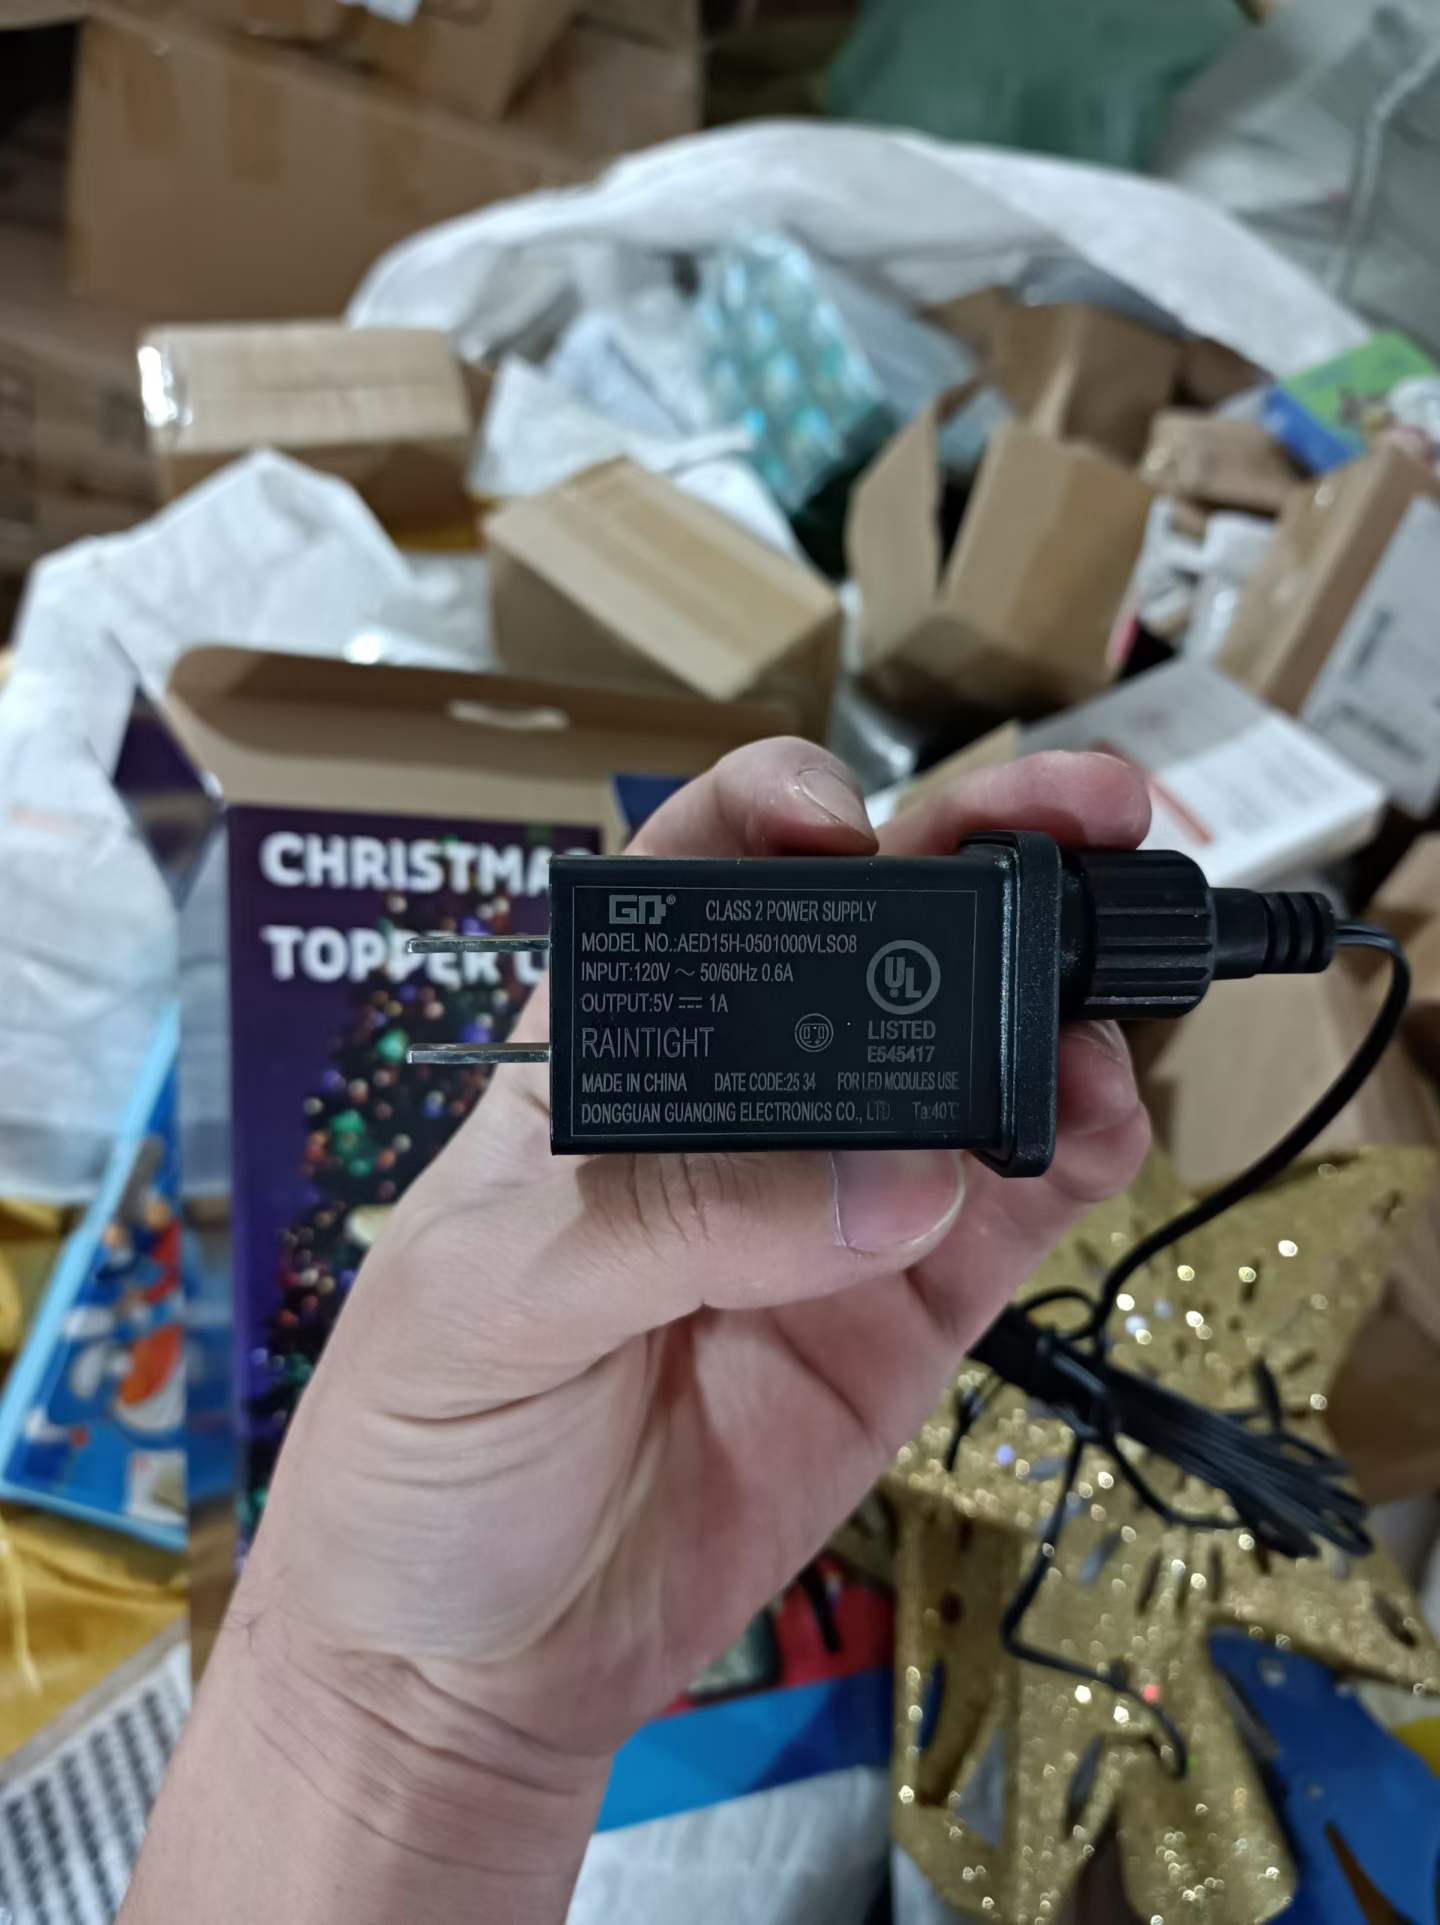 CHRISTMA
TOPPER
GQ® CLASS 2 POWER SUPPLY
MODEL NO.:AED15H-0501000VLSO8
INPUT:120V ～ 50/60Hz 0.6A
OUTPUT:5V ⎓ 1A
RAINTIGHT
UL
LISTED
E545417
MADE IN CHINA DATE CODE:25 34 FOR LED MODULES USE
DONGGUAN GUANQING ELECTRONICS CO., LTD. Ta:40℃